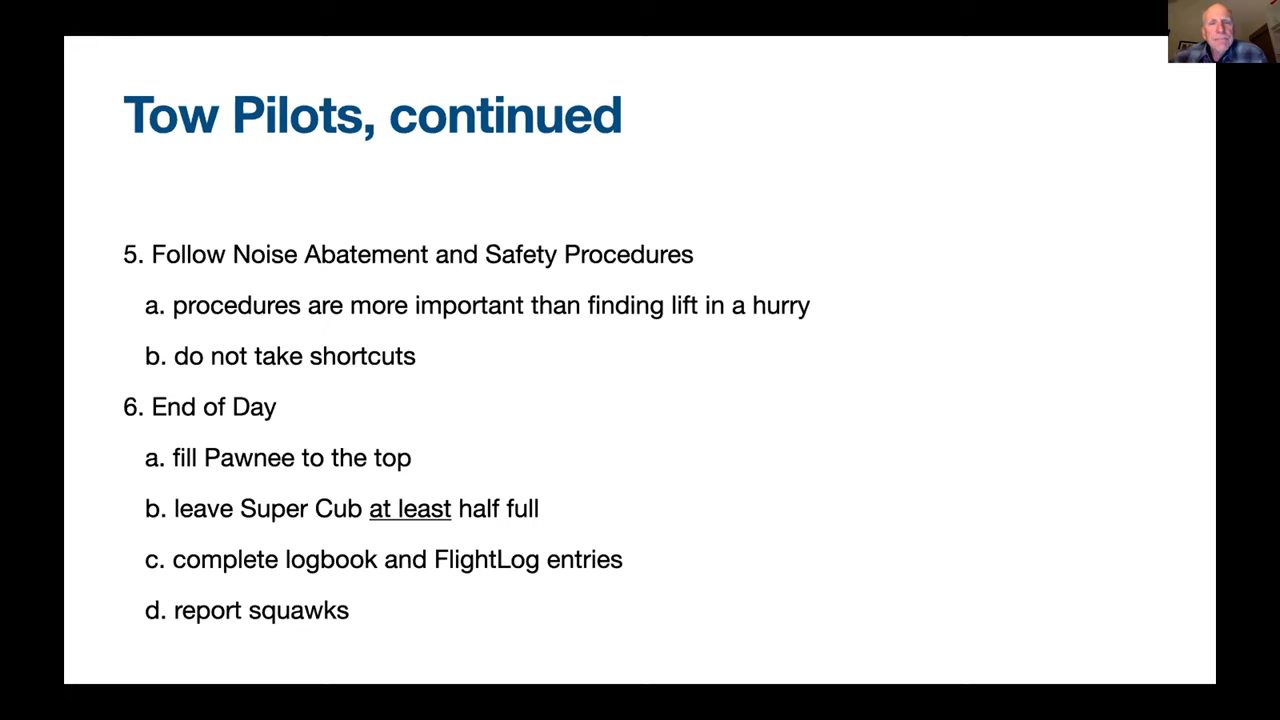 Tow Pilots, continued
5. Follow Noise Abatement and Safety Procedures
a. procedures are more important than finding lift in a hurry
b. do not take shortcuts
6. End of Day
a. fill Pawnee to the top
b. leave Super Cub at least half full
c. complete logbook and FlightLog entries
d. report squawks